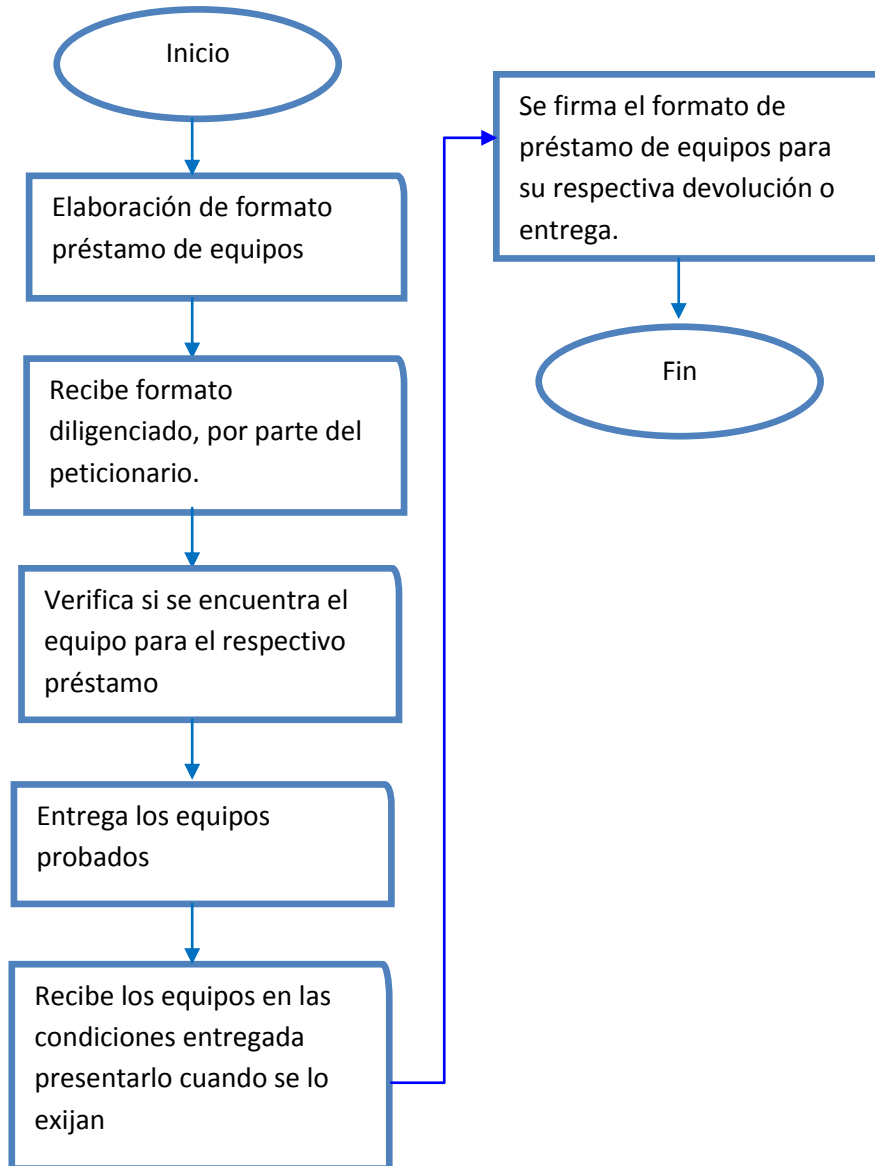 Inicio
Elaboración de formato
préstamo de equipos
Recibe formato
diligenciado, por parte del
peticionario.
Verifica si se encuentra el
equipo para el respectivo
préstamo
Entrega los equipos
probados
Recibe los equipos en las
condiciones entregada
presentarlo cuando se lo
exijan
Se firma el formato de
préstamo de equipos para
su respectiva devolución o
entrega.
Fin